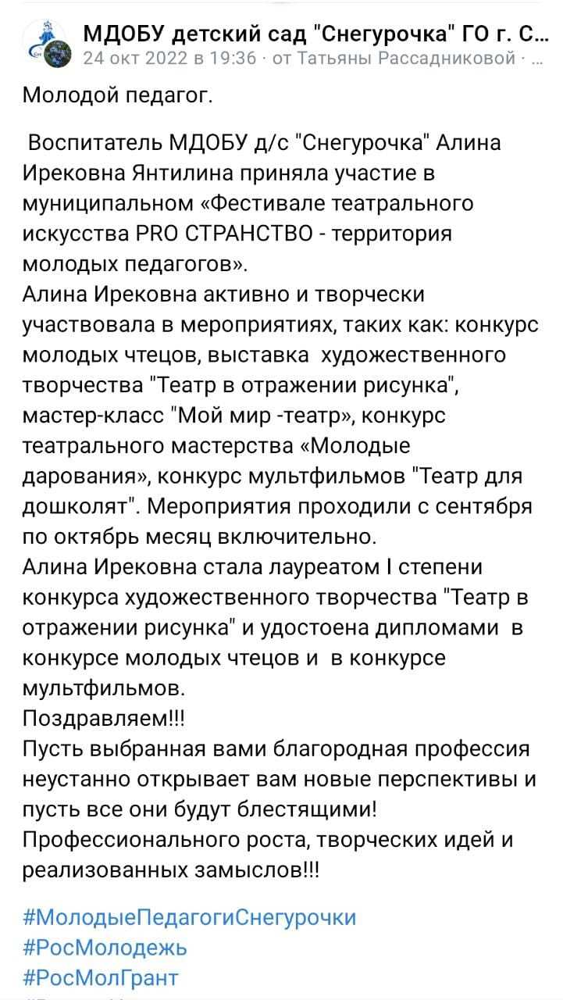 МДОБУ детский сад "Снегурочка" ГО г. С...
24 окт 2022 в 19:36 · от Татьяны Рассадниковой · ...
Молодой педагог.
Воспитатель МДОБУ д/с "Снегурочка" Алина
Ирековна Янтилина приняла участие в
муниципальном «Фестивале театрального
искусства PRO СТРАНСТВО - территория
молодых педагогов».
Алина Ирековна активно и творчески
участвовала в мероприятиях, таких как: конкурс
молодых чтецов, выставка  художественного
творчества "Театр в отражении рисунка",
мастер-класс "Мой мир -театр», конкурс
театрального мастерства «Молодые
дарования», конкурс мультфильмов "Театр для
дошколят". Мероприятия проходили с сентября
по октябрь месяц включительно.
Алина Ирековна стала лауреатом I степени
конкурса художественного творчества "Театр в
отражении рисунка" и удостоена дипломами  в
конкурсе молодых чтецов и  в конкурсе
мультфильмов.
Поздравляем!!!
Пусть выбранная вами благородная профессия
неустанно открывает вам новые перспективы и
пусть все они будут блестящими!
Профессионального роста, творческих идей и
реализованных замыслов!!!
#МолодыеПедагогиСнегурочки
#РосМолодежь
#РосМолГрант